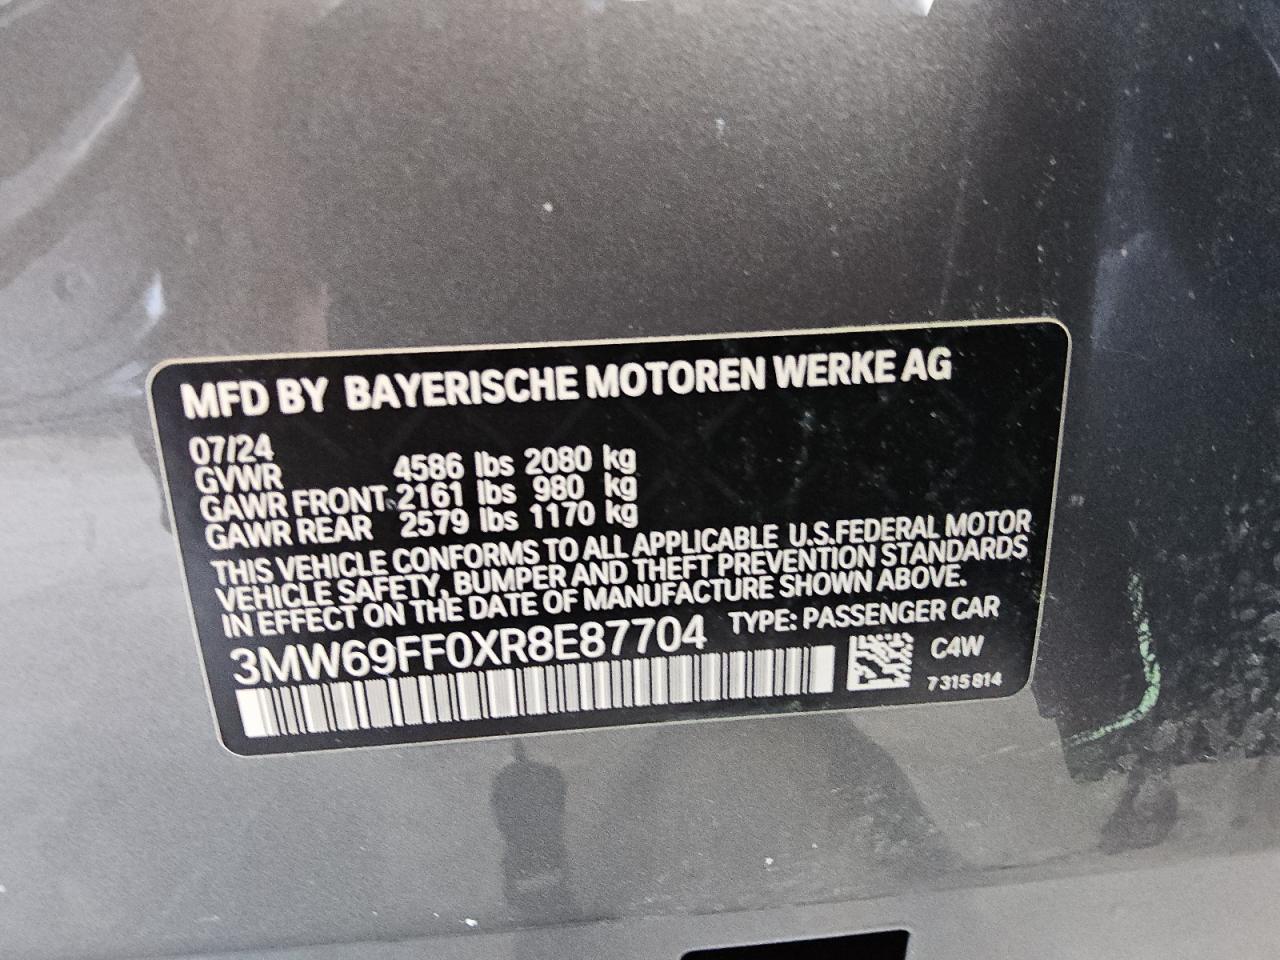 MFD BY BAYERISCHE MOTOREN WERKE AG
07/24
GVWR 4586 lbs 2080 kg
GAWR FRONT 2161 lbs 980 kg
GAWR REAR 2579 lbs 1170 kg
THIS VEHICLE CONFORMS TO ALL APPLICABLE U.S.FEDERAL MOTOR
VEHICLE SAFETY, BUMPER AND THEFT PREVENTION STANDARDS
IN EFFECT ON THE DATE OF MANUFACTURE SHOWN ABOVE.
3MW69FF0XR8E87704 TYPE: PASSENGER CAR
C4W
7315814